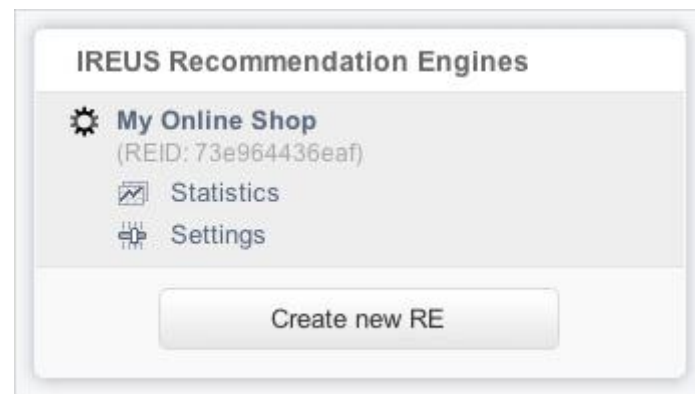 IREUS Recommendation Engines
My Online Shop
(REID: 73e964436eaf)
Statistics
Settings
Create new RE